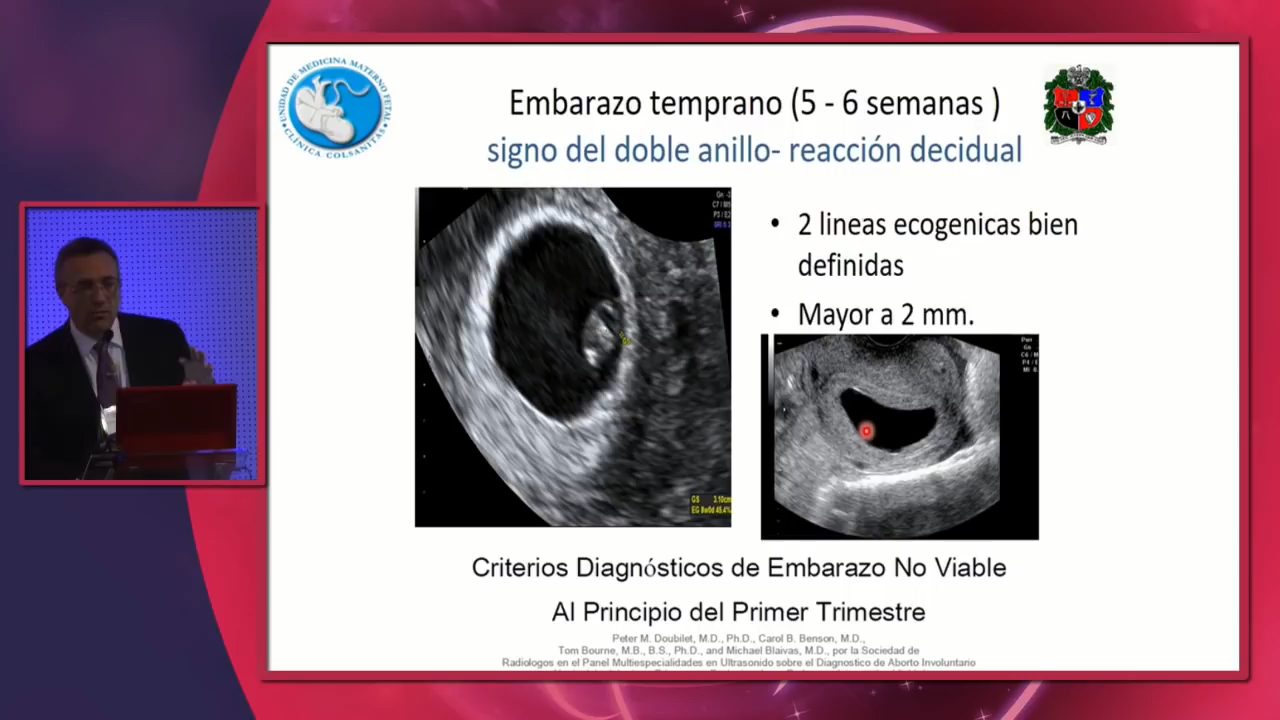 UNIDAD DE MEDICINA MATERNO FETAL
CLÍNICA COLSANITAS
Embarazo temprano (5 - 6 semanas )
signo del doble anillo- reacción decidual
• 2 lineas ecogenicas bien
definidas
• Mayor a 2 mm.
GS 3.10cm
Criterios Diagnósticos de Embarazo No Viable
Al Principio del Primer Trimestre
Peter M. Doubilet, M.D., Ph.D., Carol B. Benson, M.D.,
Tom Bourne, M.B., B.S., Ph.D., and Michael Blaivas, M.D., por la Sociedad de
Radiologos en el Panel Multiespecialidades en Ultrasonido sobre el Diagnostico de Aborto Involuntario